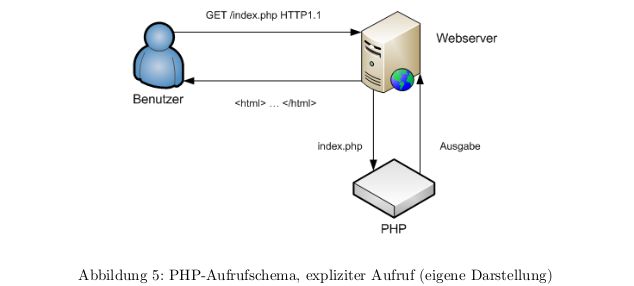 GET /index.php HTTP1.1
Webserver
Benutzer
<html> ... </html>
index.php
Ausgabe
PHP
Abbildung 5: PHP-Aufrufschema, expliziter Aufruf (eigene Darstellung)